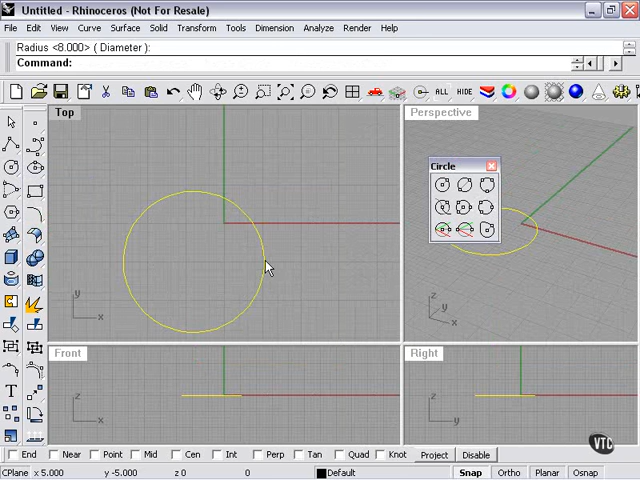 Untitled - Rhinoceros (Not For Resale)
File Edit View Curve Surface Solid Transform Tools Dimension Analyze Render Help
Radius <8.000> ( Diameter ):
Command:
ALL HIDE
Top
Perspective
Circle
y
x
z
y
x
Front
Right
z
x
z
y
T
VTC
End Near Point Mid Cen Int Perp Tan Quad Knot Project Disable
CPlane x 5.000 y -5.000 z 0 0 Default Snap Ortho Planar Osnap